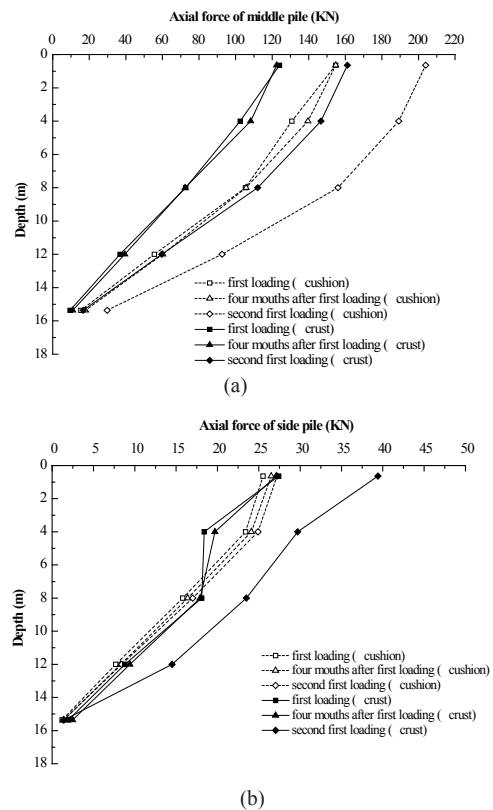 Axial force of middle pile (KN)
0 20 40 60 80 100 120 140 160 180 200 220
0
2
4
6
8
10
12
14
16
18
Depth (m)
first loading ( cushion)
four mouths after first loading ( cushion)
second first loading ( cushion)
first loading ( crust)
four mouths after first loading ( crust)
second first loading ( crust)
(a)
Axial force of side pile (KN)
0 5 10 15 20 25 30 35 40 45 50
0
2
4
6
8
10
12
14
16
18
Depth (m)
first loading ( cushion)
four mouths after first loading ( cushion)
second first loading ( cushion)
first loading ( crust)
four mouths after first loading ( crust)
second first loading ( crust)
(b)